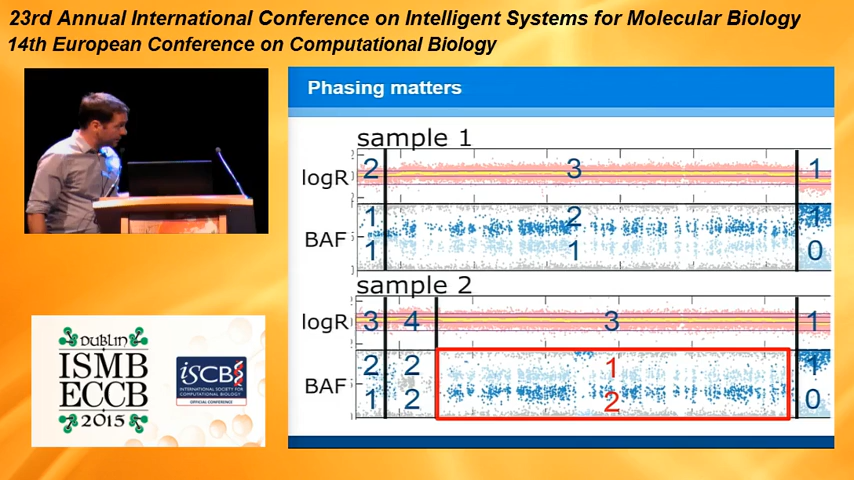 23rd Annual International Conference on Intelligent Systems for Molecular Biology
14th European Conference on Computational Biology
Phasing matters
sample 1
logR 2 3 1
BAF
1 2 1
1 1 0
sample 2
logR 3 4 3 1
BAF
2 2 1 1
1 2 2 0
DUBLIN
ISMB
ECCB
2015
ISCB
INTERNATIONAL SOCIETY FOR
COMPUTATIONAL BIOLOGY
OFFICIAL CONFERENCE